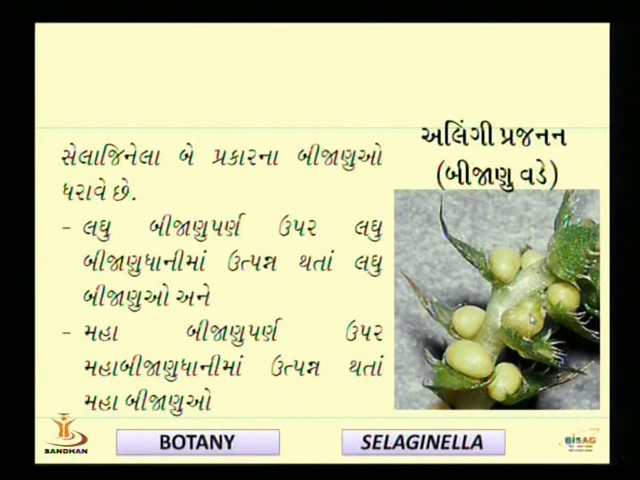 અલિંગી પ્રજનન
(બીજાણુ વડે)
સેલાજિનેલા બે પ્રકારના બીજાણુઓ
ધરાવે છે.
- લઘુ બીજાણુપર્ણ ઉપર લઘુ
બીજાણુધાનીમાં ઉત્પન્ન થતાં લઘુ
બીજાણુઓ અને
- મહા બીજાણુપર્ણ ઉપર
મહાબીજાણુધાનીમાં ઉત્પન્ન થતાં
મહા બીજાણુઓ
SANDHAN
BOTANY
SELAGINELLA
BISAG